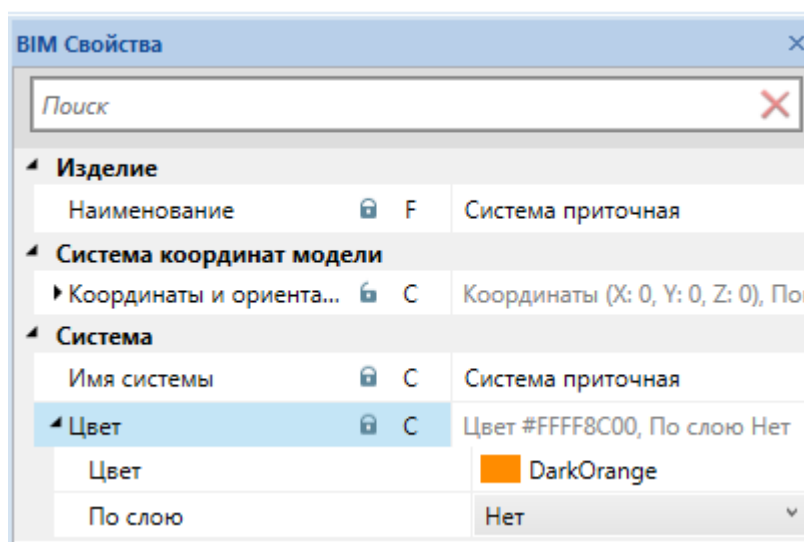 BIM Свойства
Поиск
Изделие
Наименование F Система приточная
Система координат модели
Координаты и ориента... C Координаты (X: 0, Y: 0, Z: 0), По
Система
Имя системы C Система приточная
Цвет C Цвет #FFFF8C00, По слою Нет
Цвет DarkOrange
По слою Нет